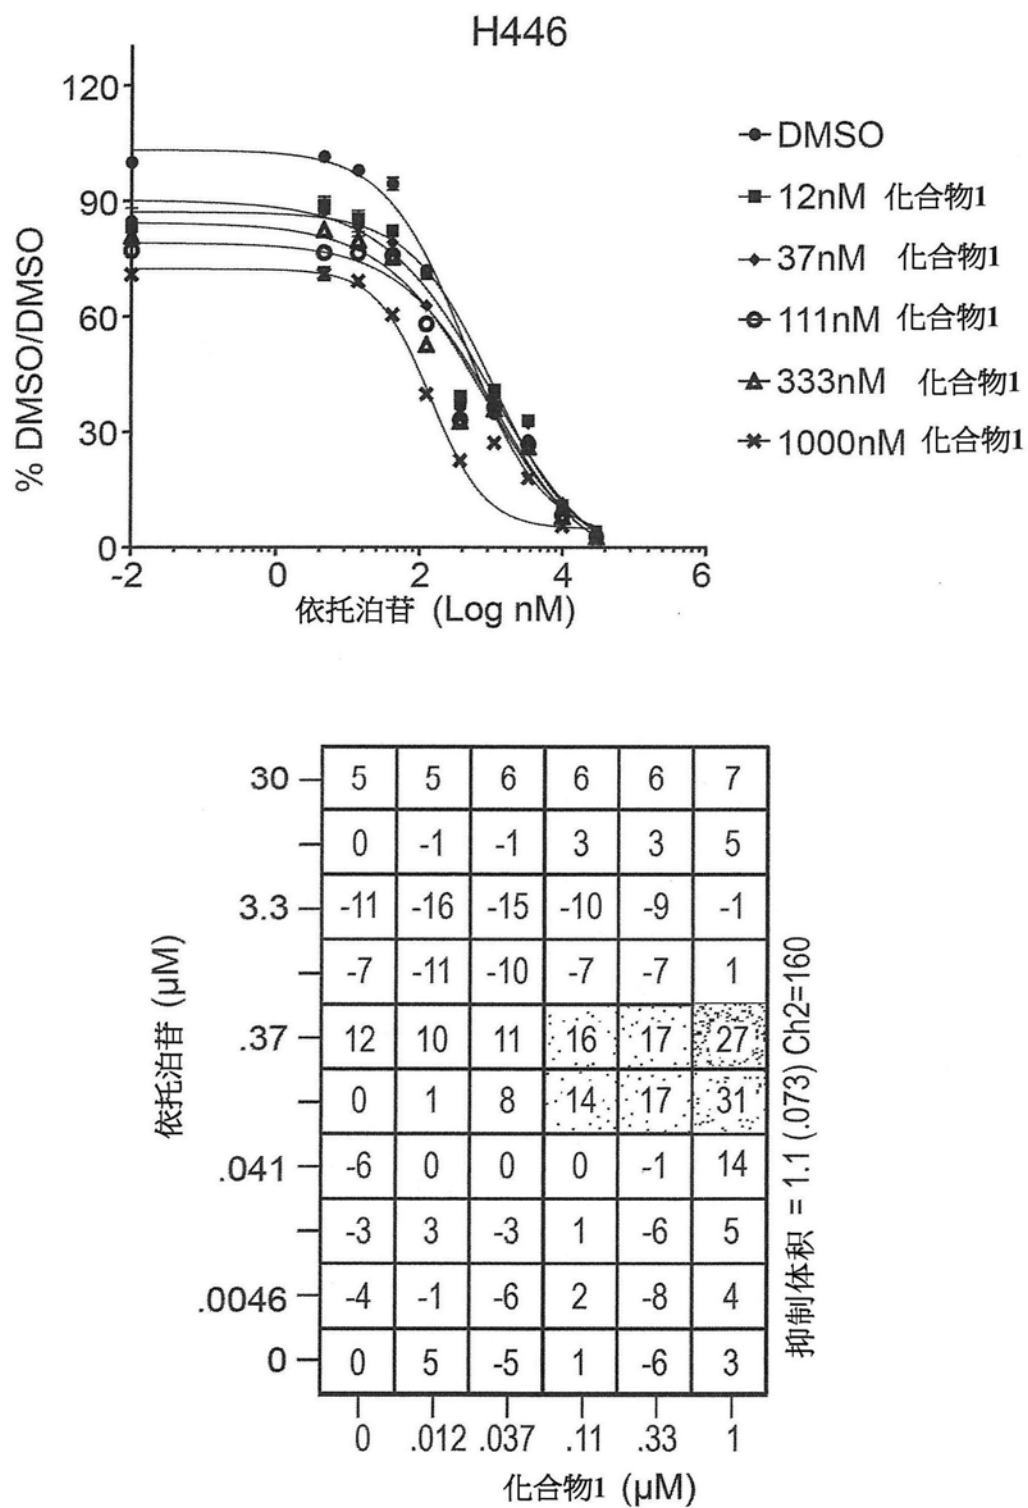 H446
120
90
60
30
0
% DMSO/DMSO
-2 0 2 4 6
依托泊苷 (Log nM)
DMSO
12nM 化合物1
37nM 化合物1
111nM 化合物1
333nM 化合物1
1000nM 化合物1
依托泊苷 (μM)
30 5 5 6 6 6 7
0 -1 -1 3 3 5
3.3 -11 -16 -15 -10 -9 -1
-7 -11 -10 -7 -7 1
.37 12 10 11 16 17 27
0 1 8 14 17 31
.041 -6 0 0 0 -1 14
-3 3 -3 1 -6 5
.0046 -4 -1 -6 2 -8 4
0 0 5 -5 1 -6 3
0 .012 .037 .11 .33 1
化合物1 (μM)
抑制体积 = 1.1 (.073) Ch2=160